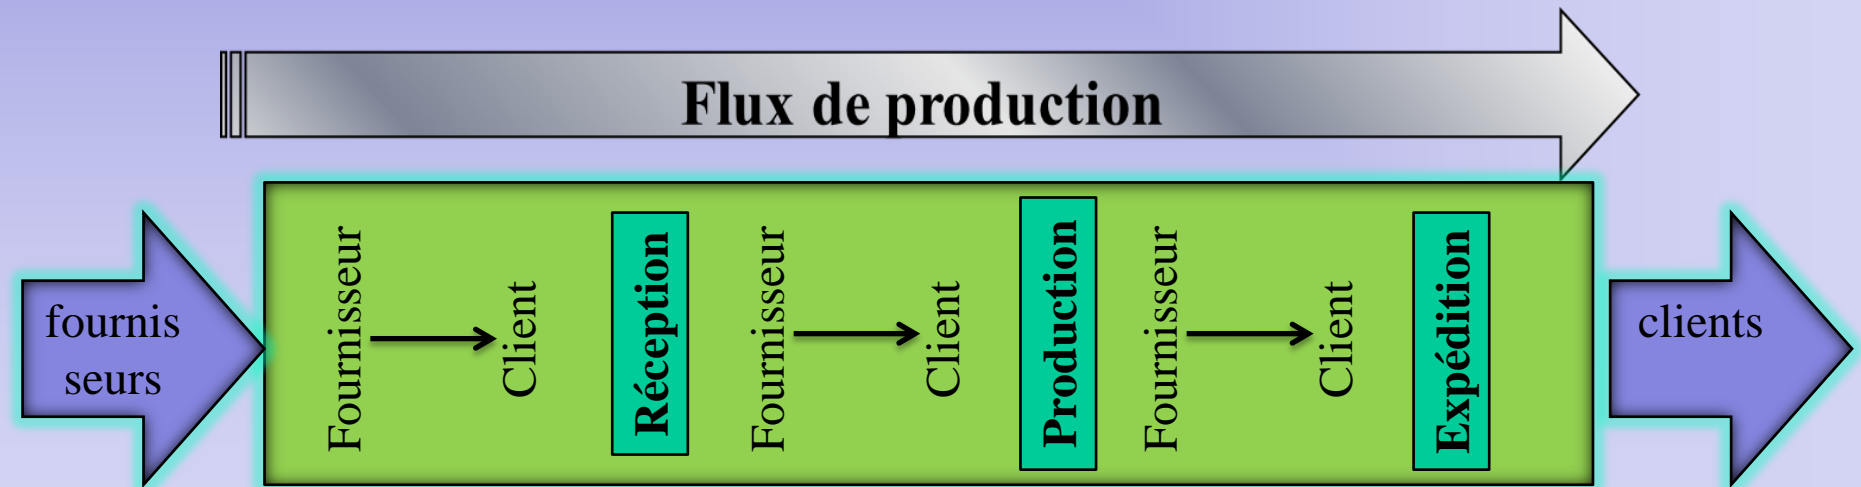 Flux de production
fournis
seurs
Fournisseur
Client
Réception
Fournisseur
Client
Production
Fournisseur
Client
Expédition
clients